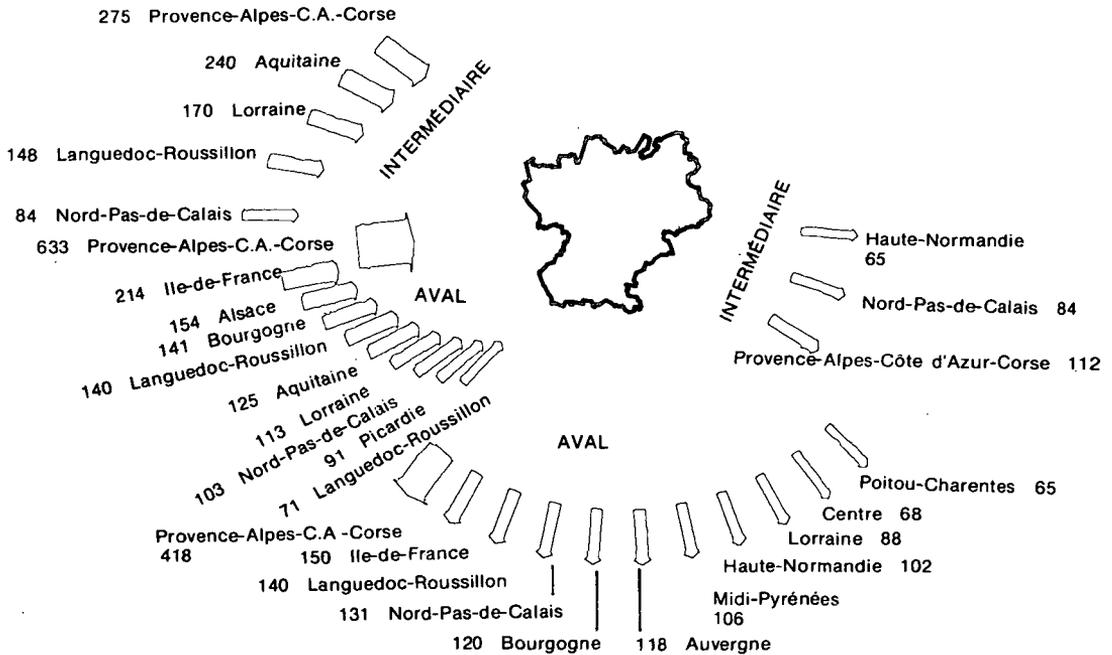 275 Provence-Alpes-C.A.-Corse
240 Aquitaine
170 Lorraine
148 Languedoc-Roussillon
84 Nord-Pas-de-Calais
INTERMÉDIAIRE
633 Provence-Alpes-C.A.-Corse
214 Ile-de-France
154 Alsace
141 Bourgogne
140 Languedoc-Roussillon
125 Aquitaine
113 Lorraine
103 Nord-Pas-de-Calais
91 Picardie
71 Languedoc-Roussillon
AVAL
INTERMÉDIAIRE
Haute-Normandie
65
Nord-Pas-de-Calais 84
Provence-Alpes-Côte d'Azur-Corse 112
AVAL
Provence-Alpes-C.A -Corse
418
150 Ile-de-France
140 Languedoc-Roussillon
131 Nord-Pas-de-Calais
120 Bourgogne
118 Auvergne
Midi-Pyrénées
106
Haute-Normandie 102
Lorraine 88
Centre 68
Poitou-Charentes 65